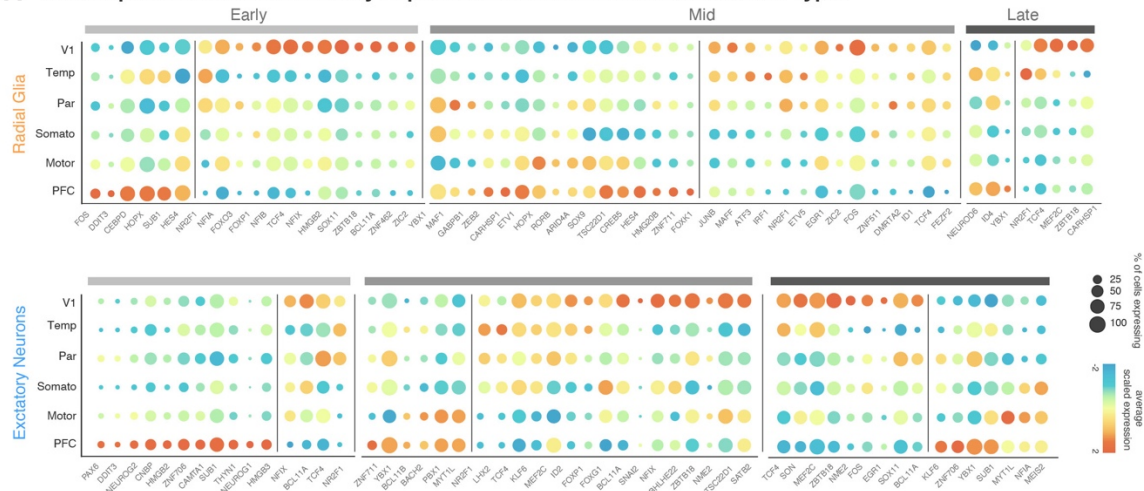 Early Mid Late
Radial Glia
V1
Temp
Par
Somato
Motor
PFC
FOS DDIT3 CEBPD HOPX SUB1 HES4 NR2F1 NFIA FOXO3 FOXP1 NFIB TCF4 NFIX HMGB2 SOX11 ZBTB18 BCL11A ZNF462 ZIC2 YBX1 MAF1 GABPB1 ZEB2 CARHSP1 ETV1 HOPX RORB ARID4A SOX9 TSC22D1 CREB5 HES4 HMG20B ZNF711 FOXK1 JUNB MAFF ATF3 IRF1 NR2F1 ETV5 EGR1 ZIC2 FOS ZNF511 DMRTA2 ID1 TCF4 FEZF2 NEUROD6 ID4 YBX1 NR2F1 TCF4 MEF2C ZBTB18 CARHSP1
Exctatory Neurons
V1
Temp
Par
Somato
Motor
PFC
PAX6 DDIT3 NEUROG2 CNBP HMGB2 ZNF706 CAMTA1 SUB1 THYN1 NEUROG1 HMGB3 NFIX BCL11A TCF4 NR2F1 ZNF711 YBX1 BCL11B BACH2 PBX1 MYT1L NR2F1 LHX2 TCF4 KLF6 MEF2C ID2 FOXP1 FOXG1 BCL11A SNAI2 NFIX BHLHE22 ZBTB18 NME2 TSC22D1 SATB2 TCF4 SON MEF2C ZBTB18 NME2 FOS EGR1 SOX11 BCL11A KLF6 ZNF706 YBX1 SUB1 MYT1L NFIA MEIS2
% of cells expressing
25
50
75
100
average
scaled expression
-2
2